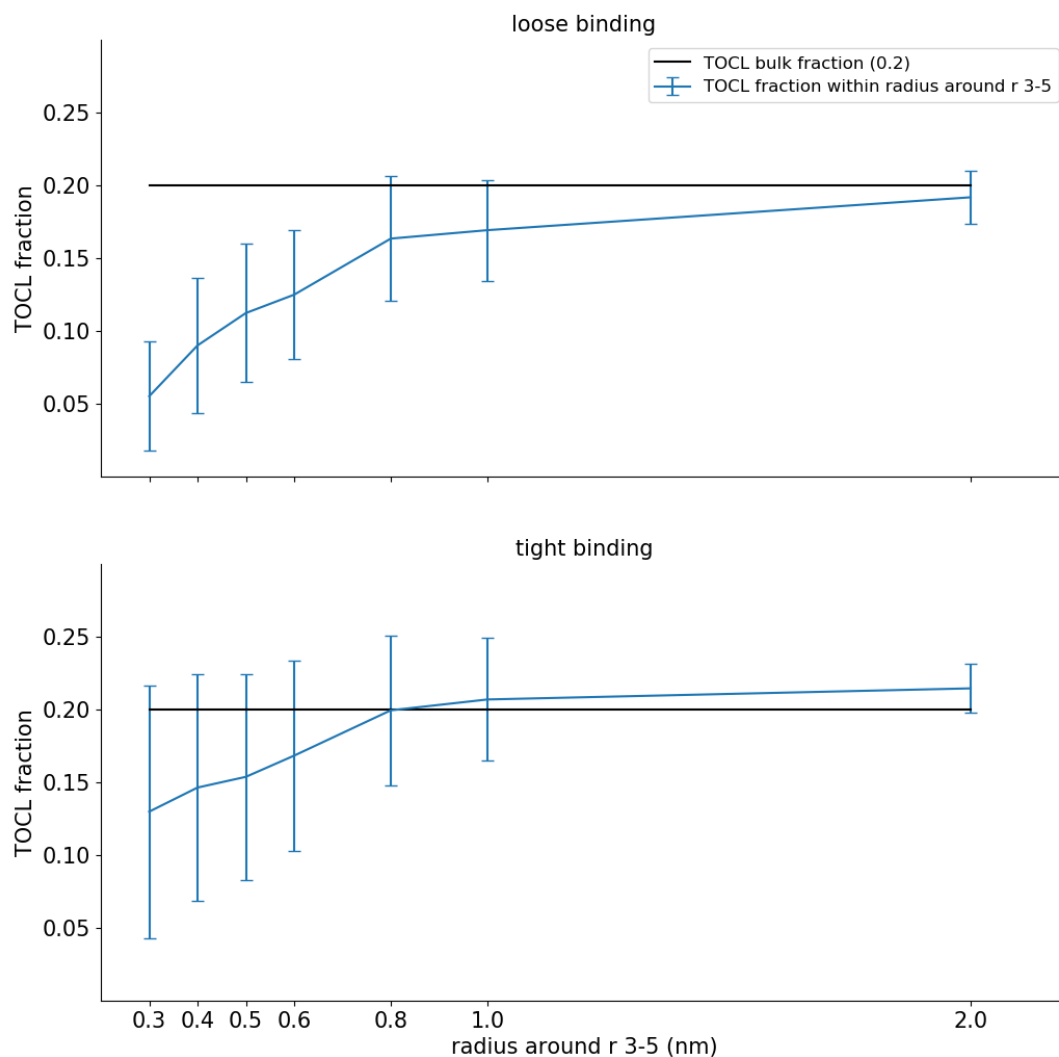 loose binding
TOCL bulk fraction (0.2)
TOCL fraction within radius around r 3-5
0.25
0.20
0.15
0.10
0.05
TOCL fraction
tight binding
0.25
0.20
0.15
0.10
0.05
TOCL fraction
0.3 0.4 0.5 0.6 0.8 1.0 2.0
radius around r 3-5 (nm)